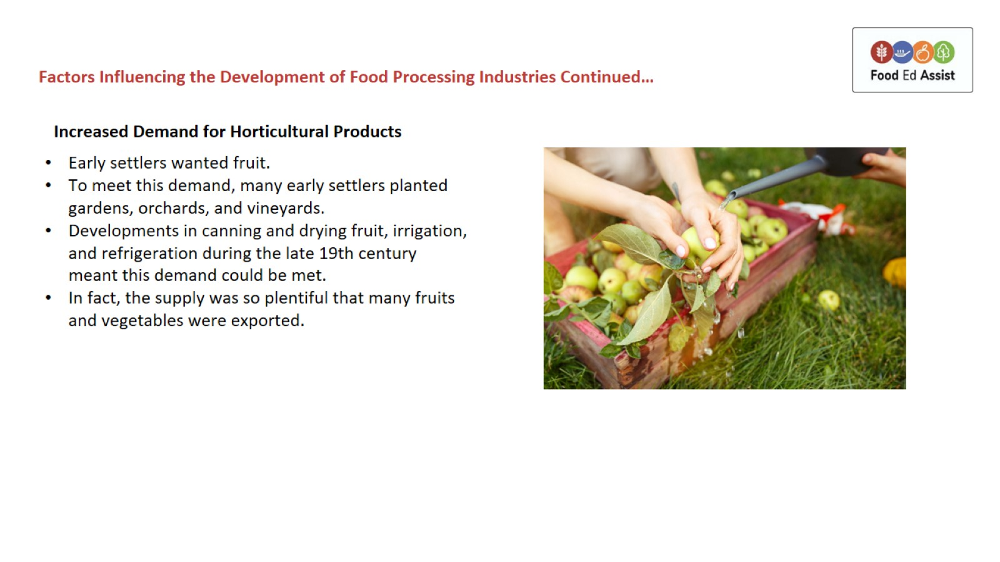 Food Ed Assist
Factors Influencing the Development of Food Processing Industries Continued...
Increased Demand for Horticultural Products
• Early settlers wanted fruit.
• To meet this demand, many early settlers planted
gardens, orchards, and vineyards.
• Developments in canning and drying fruit, irrigation,
and refrigeration during the late 19th century
meant this demand could be met.
• In fact, the supply was so plentiful that many fruits
and vegetables were exported.